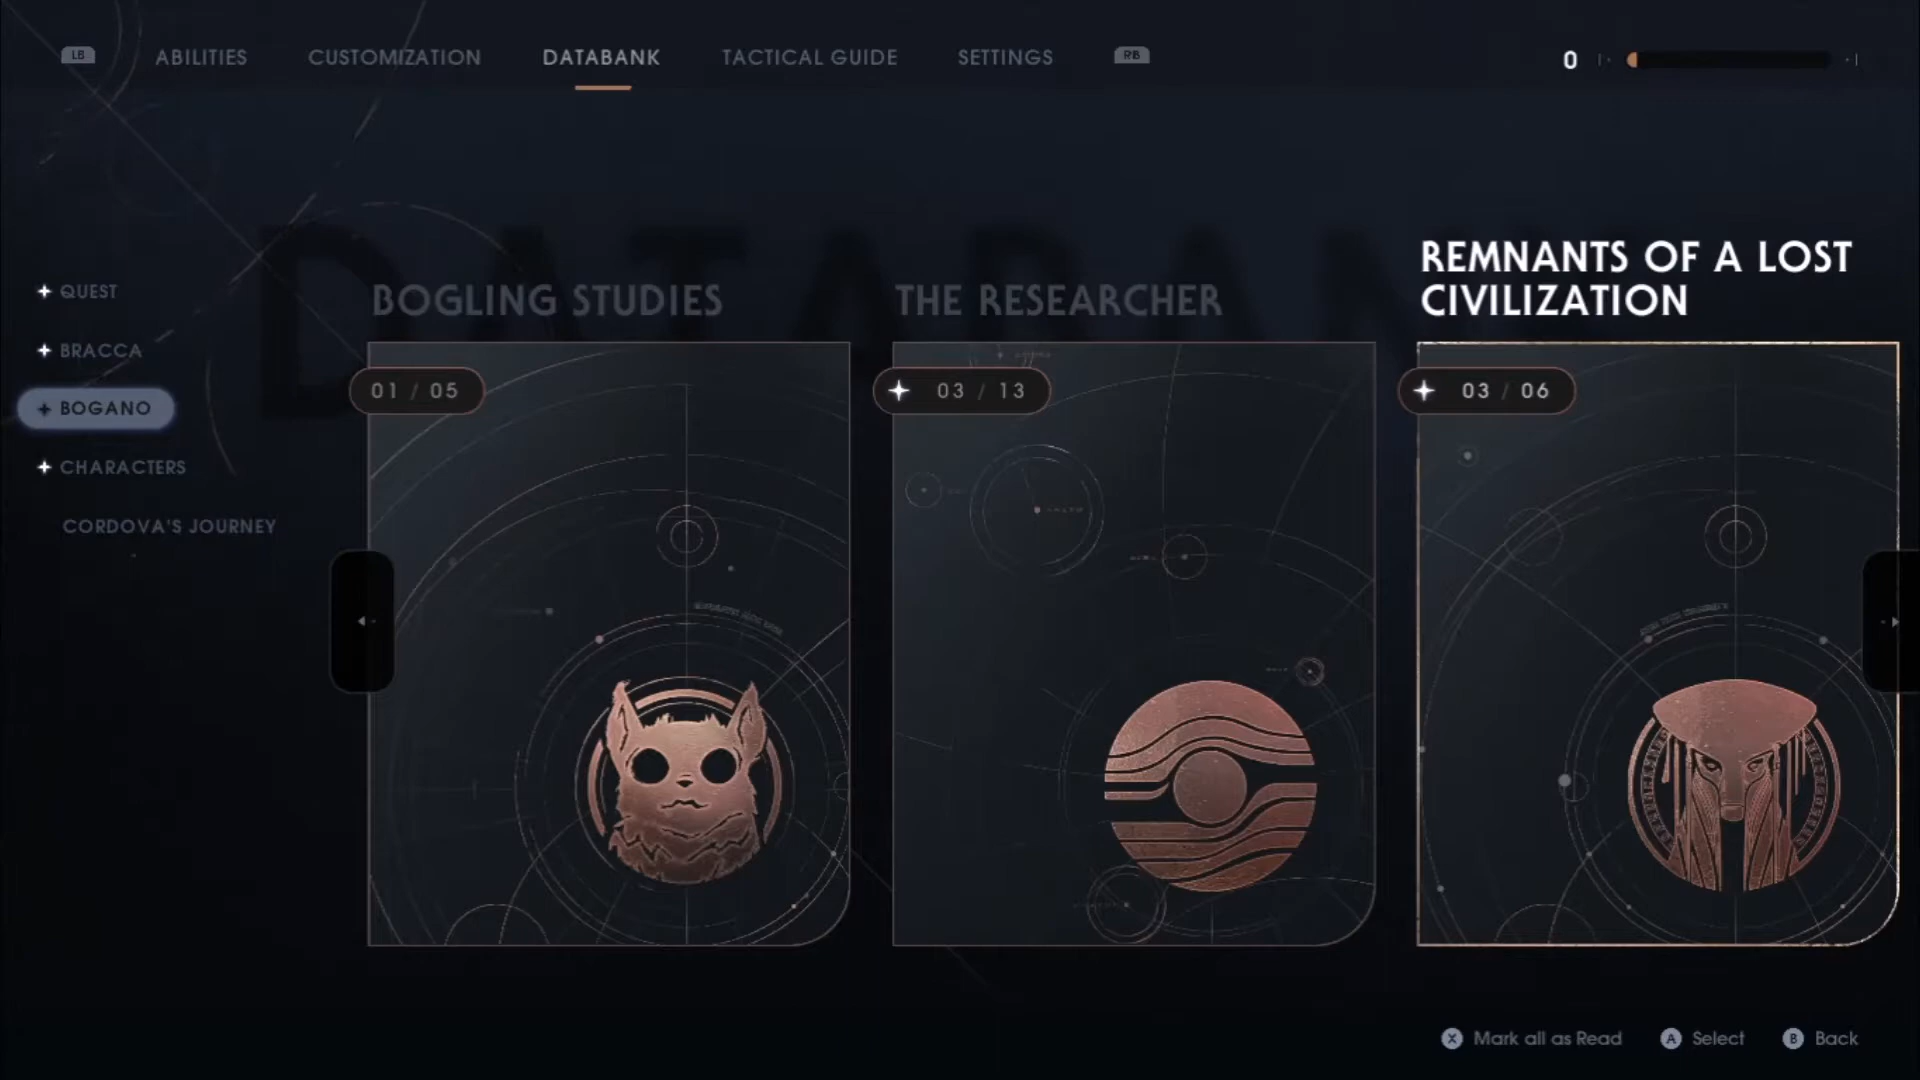 LB ABILITIES CUSTOMIZATION DATABANK TACTICAL GUIDE SETTINGS RB 0
DATABAN
QUEST
BRACCA
BOGANO
CHARACTERS
CORDOVA'S JOURNEY
BOGLING STUDIES
01 / 05
THE RESEARCHER
03 / 13
REMNANTS OF A LOST
CIVILIZATION
03 / 06
X Mark all as Read A Select B Back